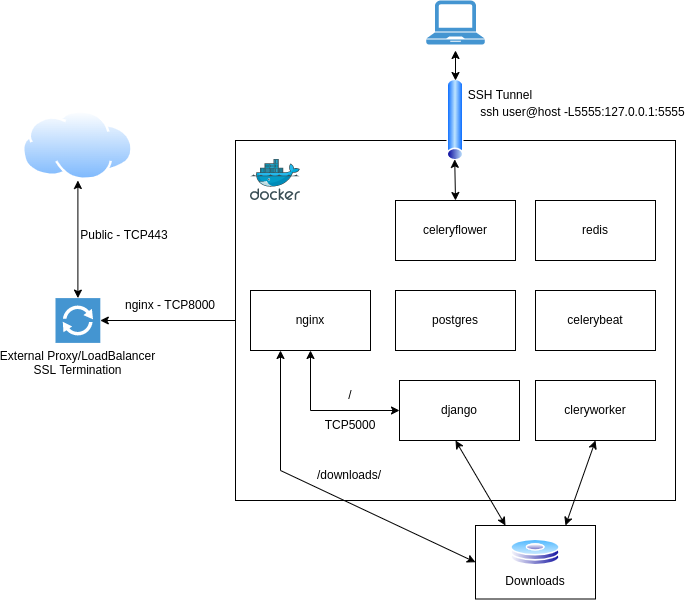 SSH Tunnel
ssh user@host -L5555:127.0.0.1:5555
docker
celeryflower
redis
Public - TCP443
nginx - TCP8000
nginx
postgres
celerybeat
External Proxy/LoadBalancer
SSL Termination
/
TCP5000
django
cleryworker
/downloads/
Downloads